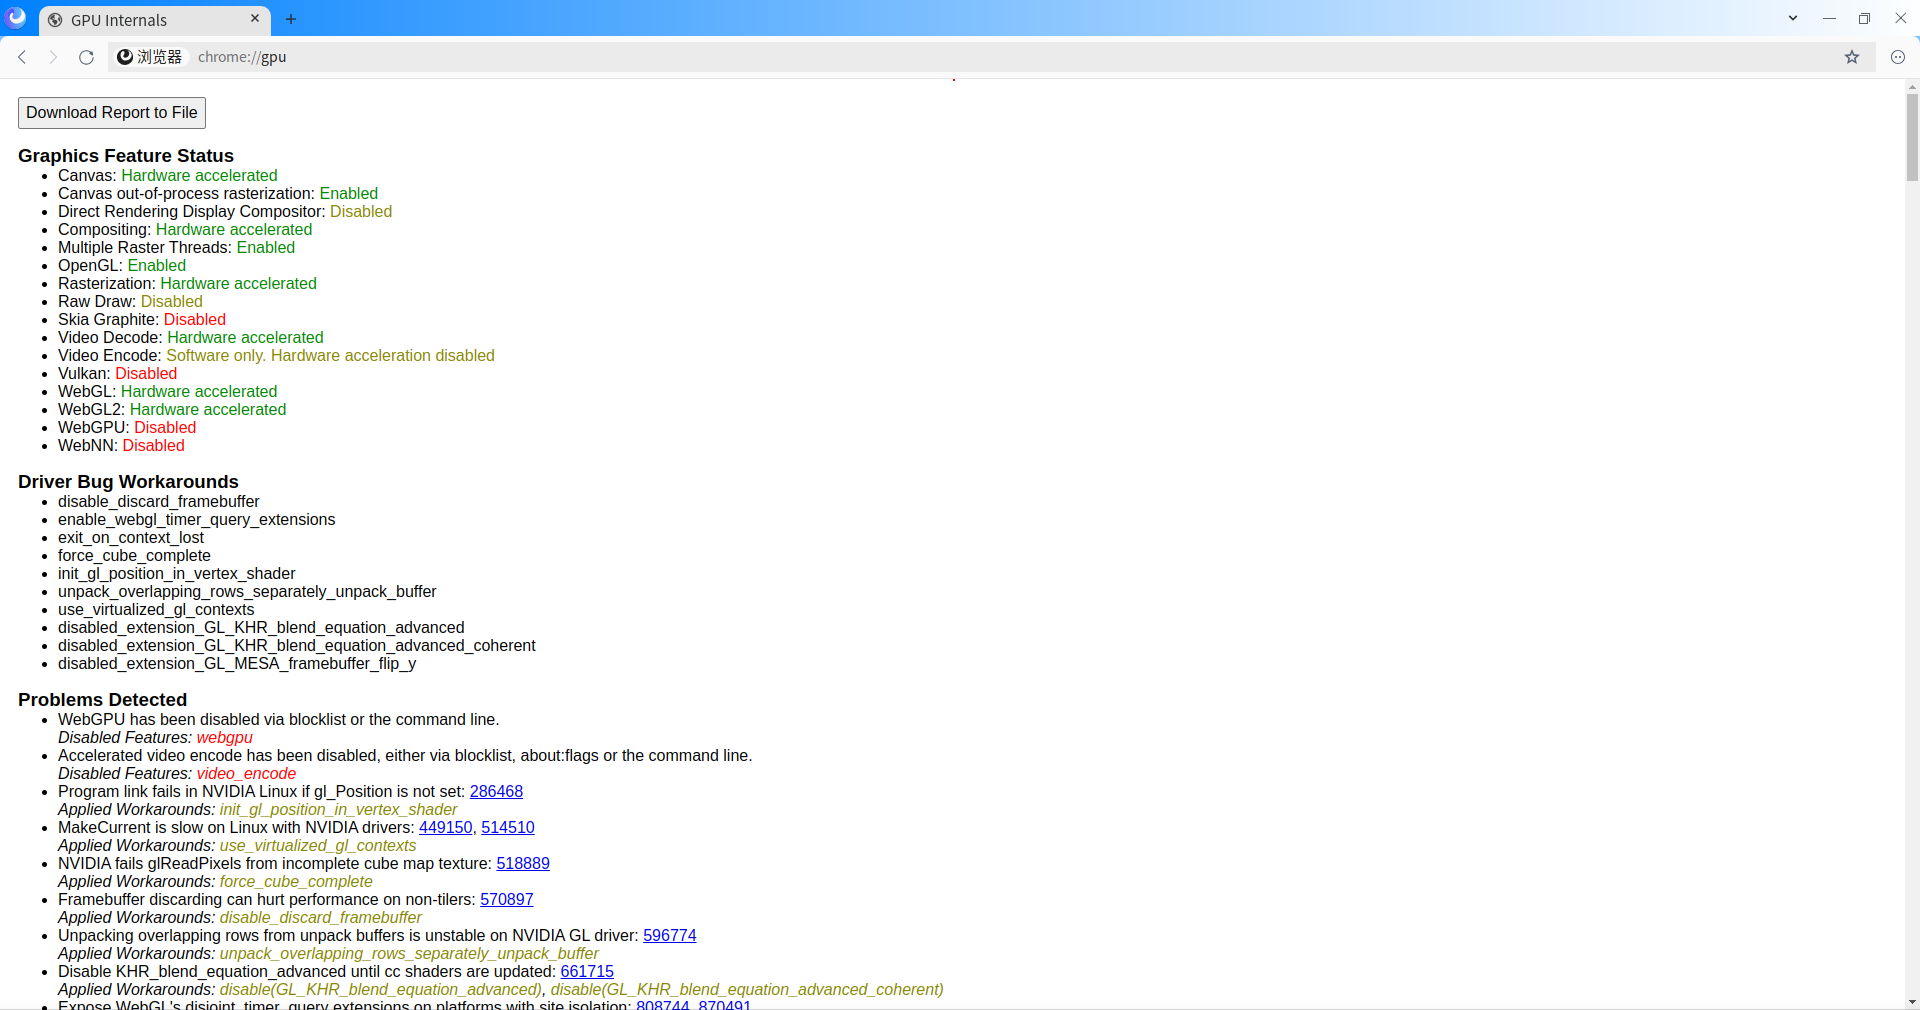 GPU Internals
浏览器 chrome://gpu
Download Report to File
Graphics Feature Status
Canvas: Hardware accelerated
Canvas out-of-process rasterization: Enabled
Direct Rendering Display Compositor: Disabled
Compositing: Hardware accelerated
Multiple Raster Threads: Enabled
OpenGL: Enabled
Rasterization: Hardware accelerated
Raw Draw: Disabled
Skia Graphite: Disabled
Video Decode: Hardware accelerated
Video Encode: Software only. Hardware acceleration disabled
Vulkan: Disabled
WebGL: Hardware accelerated
WebGL2: Hardware accelerated
WebGPU: Disabled
WebNN: Disabled
Driver Bug Workarounds
disable_discard_framebuffer
enable_webgl_timer_query_extensions
exit_on_context_lost
force_cube_complete
init_gl_position_in_vertex_shader
unpack_overlapping_rows_separately_unpack_buffer
use_virtualized_gl_contexts
disabled_extension_GL_KHR_blend_equation_advanced
disabled_extension_GL_KHR_blend_equation_advanced_coherent
disabled_extension_GL_MESA_framebuffer_flip_y
Problems Detected
WebGPU has been disabled via blocklist or the command line.
Disabled Features: webgpu
Accelerated video encode has been disabled, either via blocklist, about:flags or the command line.
Disabled Features: video_encode
Program link fails in NVIDIA Linux if gl_Position is not set: 286468
Applied Workarounds: init_gl_position_in_vertex_shader
MakeCurrent is slow on Linux with NVIDIA drivers: 449150, 514510
Applied Workarounds: use_virtualized_gl_contexts
NVIDIA fails glReadPixels from incomplete cube map texture: 518889
Applied Workarounds: force_cube_complete
Framebuffer discarding can hurt performance on non-tilers: 570897
Applied Workarounds: disable_discard_framebuffer
Unpacking overlapping rows from unpack buffers is unstable on NVIDIA GL driver: 596774
Applied Workarounds: unpack_overlapping_rows_separately_unpack_buffer
Disable KHR_blend_equation_advanced until cc shaders are updated: 661715
Applied Workarounds: disable(GL_KHR_blend_equation_advanced), disable(GL_KHR_blend_equation_advanced_coherent)
Expose WebGL's disjoint_timer_query extensions on platforms with site isolation: 808744, 870491